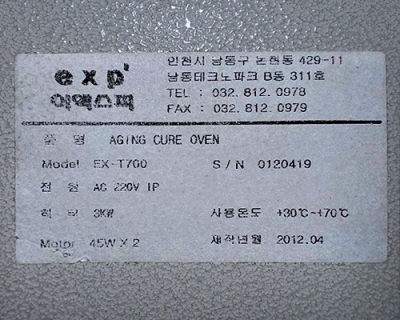 exp'
이엑스피
인천시 남동구 논현동 429-11
남동테크노파크 B동 311호
TEL : 032. 812. 0978
FAX : 032. 812. 0979
품 명 AGING CURE OVEN
Model EX-T700 S / N 0120419
전 원 AC 220V 1P
히 터 3KW 사용온도 +30℃~+70℃
Motor 45W X 2 제작년월 2012.04